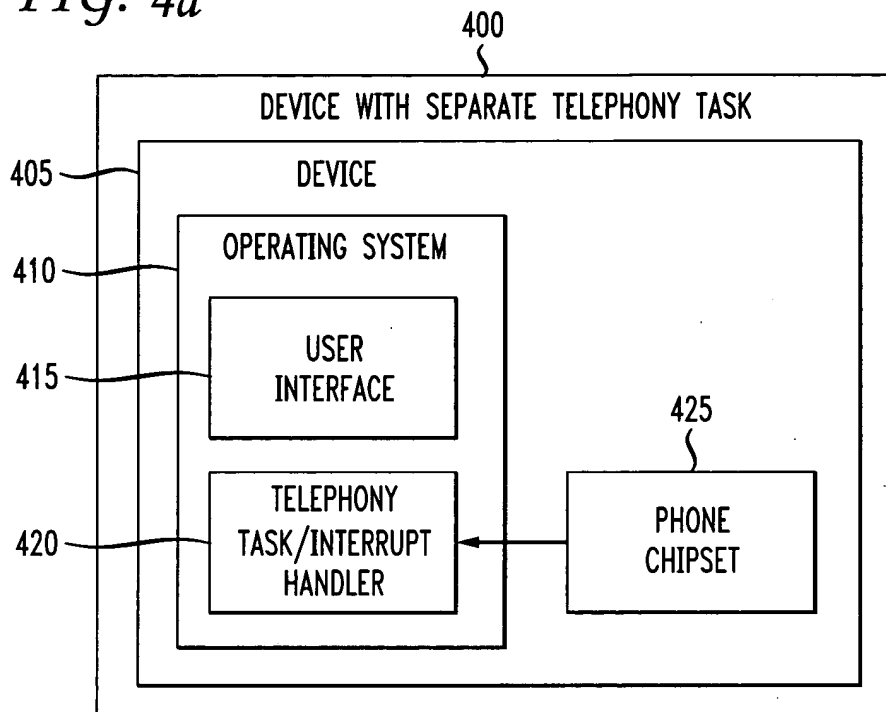 FIG. 4a
400
DEVICE WITH SEPARATE TELEPHONY TASK
405
DEVICE
410
OPERATING SYSTEM
415
USER
INTERFACE
425
420
TELEPHONY
TASK/INTERRUPT
HANDLER
PHONE
CHIPSET